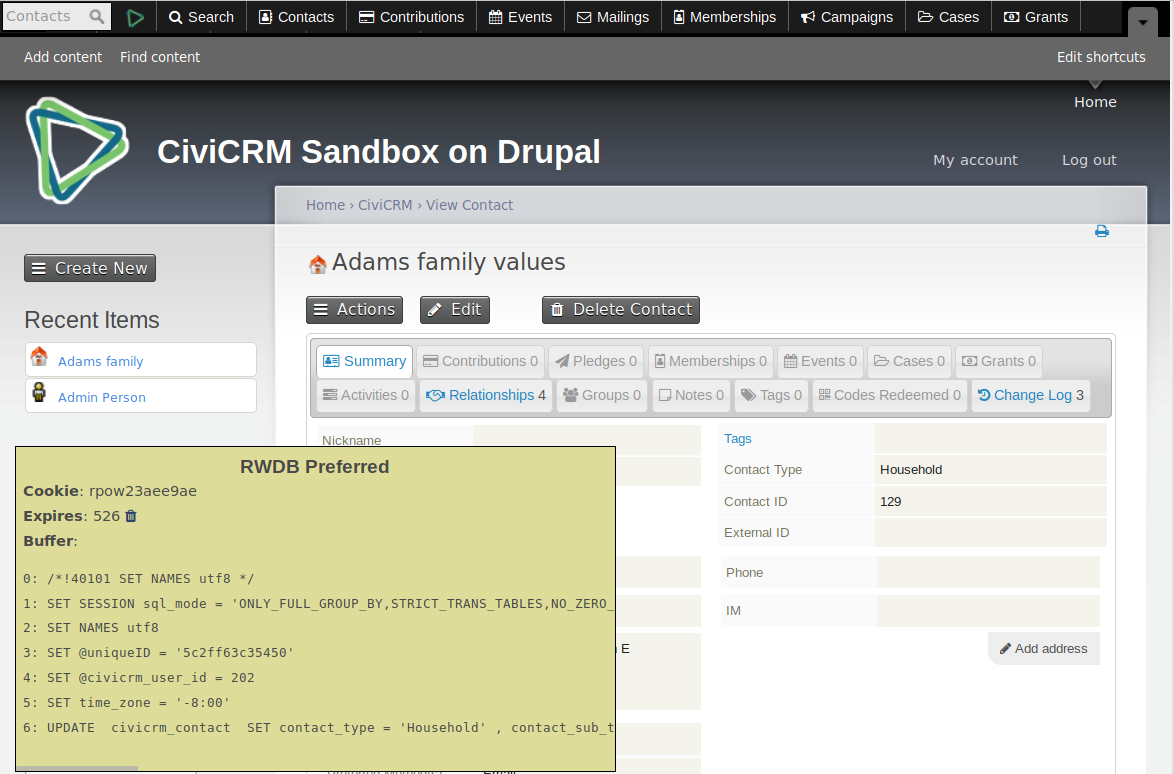 Contacts Search Contacts Contributions Events Mailings Memberships Campaigns Cases Grants
Add content Find content Edit shortcuts
Home
CiviCRM Sandbox on Drupal
My account Log out
Home › CiviCRM › View Contact
Create New
Recent Items
Adams family
Admin Person
Adams family values
Actions Edit Delete Contact
Summary Contributions 0 Pledges 0 Memberships 0 Events 0 Cases 0 Grants 0
Activities 0 Relationships 4 Groups 0 Notes 0 Tags 0 Codes Redeemed 0 Change Log 3
Nickname
Tags
Contact Type Household
Contact ID 129
External ID
Phone
IM
E
Add address
RWDB Preferred
Cookie: rpow23aee9ae
Expires: 526
Buffer:
0: /*!40101 SET NAMES utf8 */
1: SET SESSION sql_mode = 'ONLY_FULL_GROUP_BY,STRICT_TRANS_TABLES,NO_ZERO_
2: SET NAMES utf8
3: SET @uniqueID = '5c2ff63c35450'
4: SET @civicrm_user_id = 202
5: SET time_zone = '-8:00'
6: UPDATE  civicrm_contact  SET contact_type = 'Household' , contact_sub_t